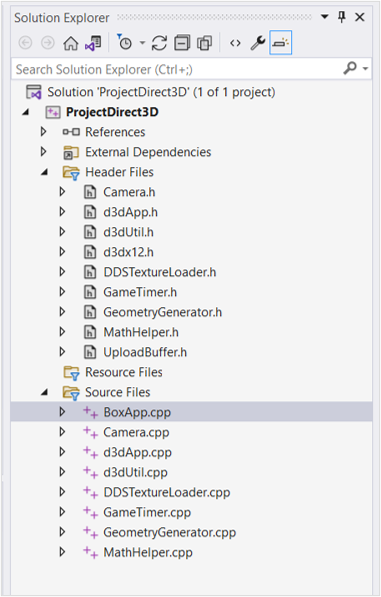 Solution Explorer
Search Solution Explorer (Ctrl+;)
Solution 'ProjectDirect3D' (1 of 1 project)
ProjectDirect3D
References
External Dependencies
Header Files
Camera.h
d3dApp.h
d3dUtil.h
d3dx12.h
DDSTextureLoader.h
GameTimer.h
GeometryGenerator.h
MathHelper.h
UploadBuffer.h
Resource Files
Source Files
BoxApp.cpp
Camera.cpp
d3dApp.cpp
d3dUtil.cpp
DDSTextureLoader.cpp
GameTimer.cpp
GeometryGenerator.cpp
MathHelper.cpp